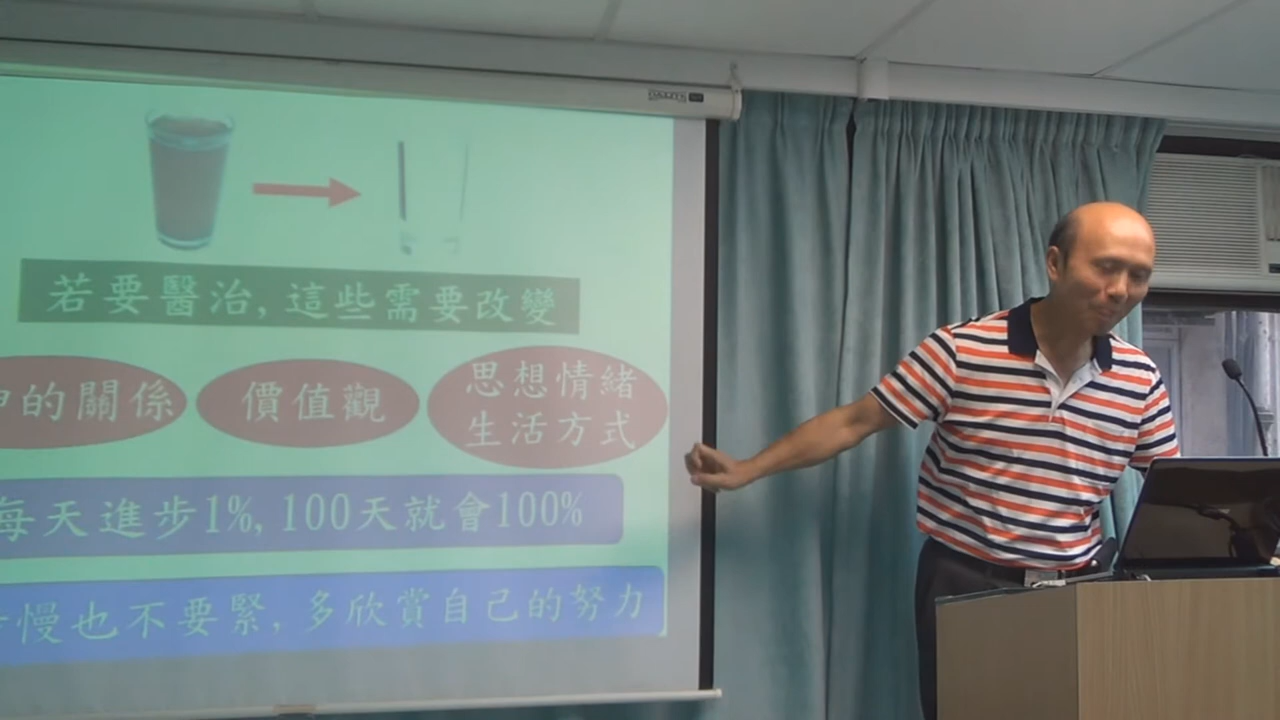 若要醫治, 這些需要改變
的關係
價值觀
思想情緒
生活方式
每天進步1%, 100天就會100%
慢也不要緊, 多欣賞自己的努力